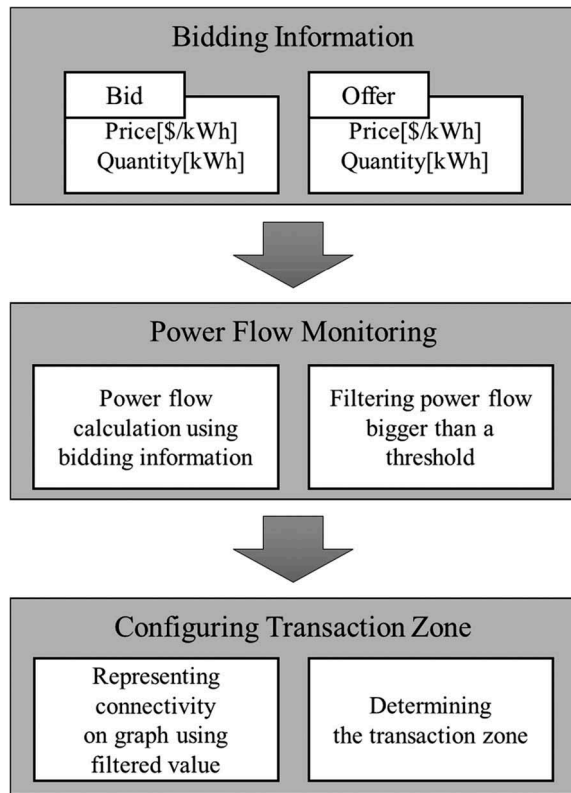 Bidding Information
Bid
Price[$/kWh]
Quantity[kWh]
Offer
Price[$/kWh]
Quantity[kWh]
Power Flow Monitoring
Power flow
calculation using
bidding information
Filtering power flow
bigger than a
threshold
Configuring Transaction Zone
Representing
connectivity
on graph using
filtered value
Determining
the transaction zone